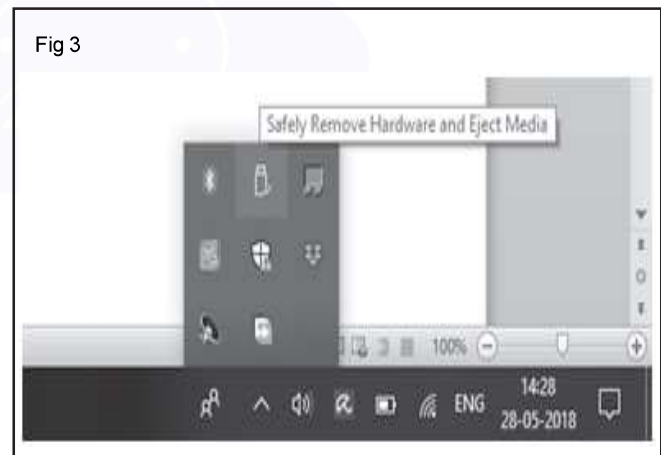 Fig 3
Safely Remove Hardware and Eject Media
100%
ENG
14:28
28-05-2018